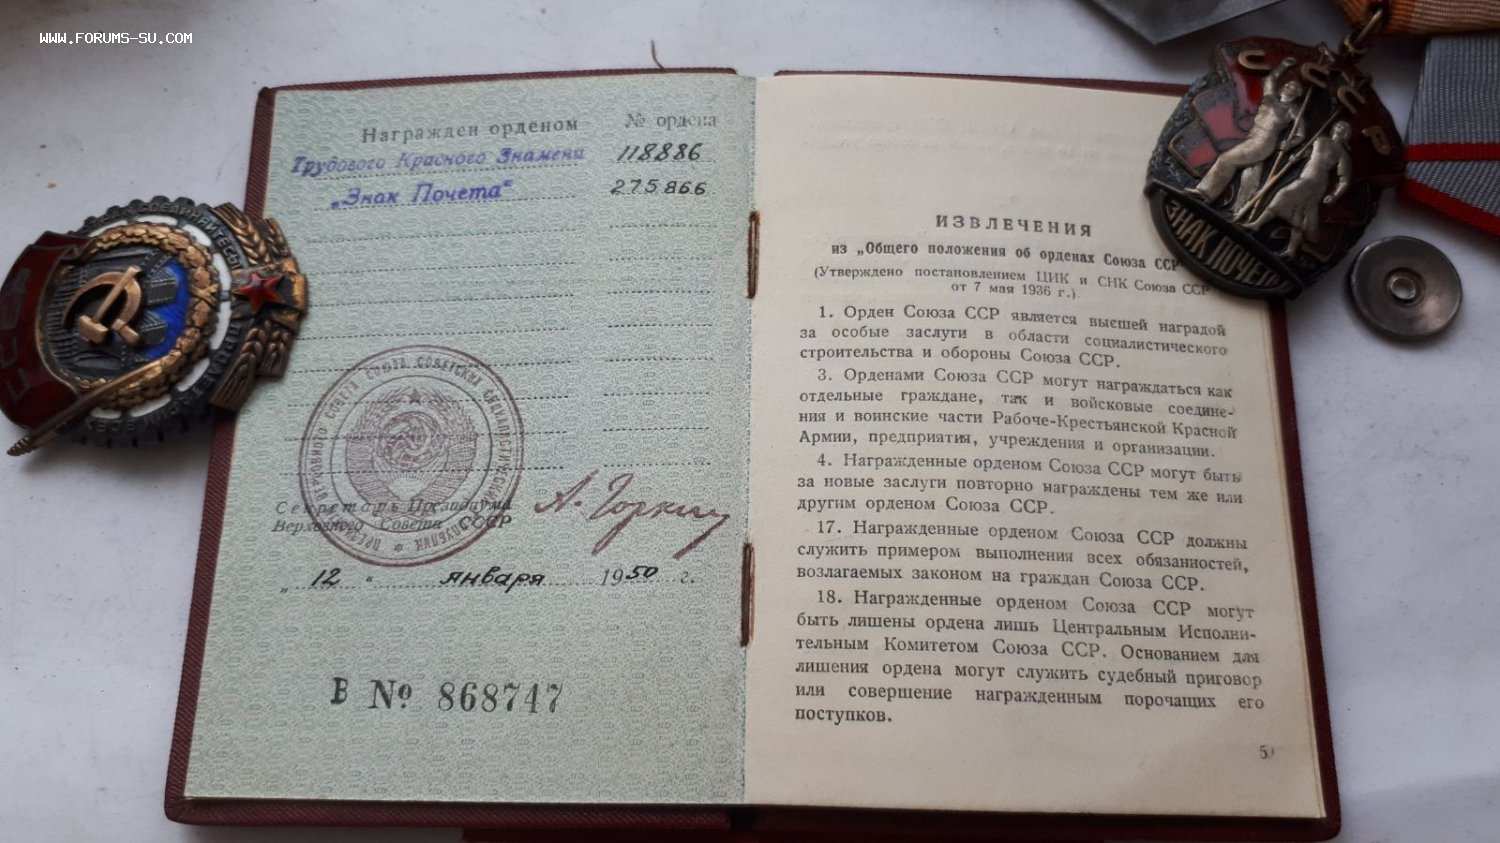 WWW.FORUMS-SU.COM
Награжден орденом № ордена
Трудового Красного Знамени 118886
„Знак Почета“ 275866
Секретарь Президиума
Верховного Совета СССР
А. Горкин
„ 12 “ января 1950 г.
В № 868747
ИЗВЛЕЧЕНИЯ
из „Общего положения об орденах Союза ССР
(Утверждено постановлением ЦИК и СНК Союза ССР
от 7 мая 1936 г.).
1. Орден Союза ССР является высшей наградой
за особые заслуги в области социалистического
строительства и обороны Союза ССР.
3. Орденами Союза ССР могут награждаться как
отдельные граждане, так и войсковые соедине-
ния и воинские части Рабоче-Крестьянской Красной
Армии, предприятия, учреждения и организации.
4. Награжденные орденом Союза ССР могут быть
за новые заслуги повторно награждены тем же или
другим орденом Союза ССР.
17. Награжденные орденом Союза ССР должны
служить примером выполнения всех обязанностей,
возлагаемых законом на граждан Союза ССР.
18. Награжденные орденом Союза ССР могут
быть лишены ордена лишь Центральным Исполни-
тельным Комитетом Союза ССР. Основанием для
лишения ордена могут служить судебный приговор
или совершение награжденным порочащих его
поступков.
5
СССР
ЗНАК ПОЧЕТА